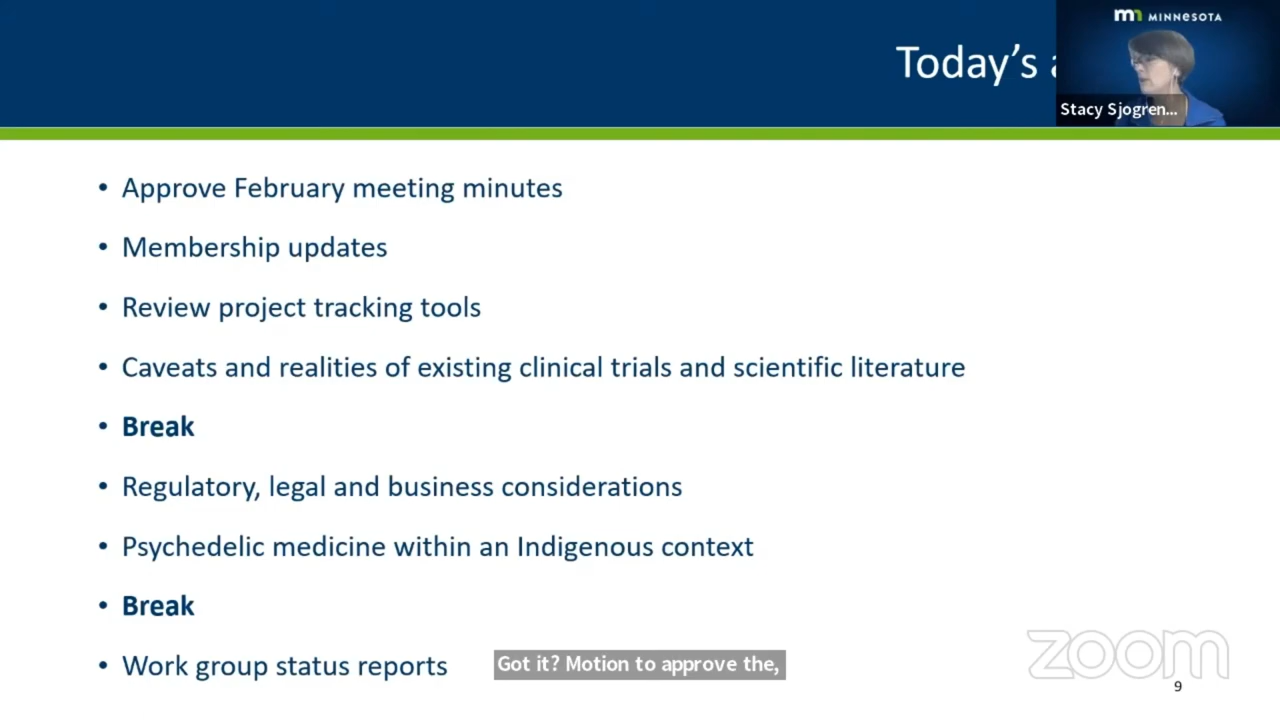 Today's a
mn MINNESOTA
Stacy Sjogren...
• Approve February meeting minutes
• Membership updates
• Review project tracking tools
• Caveats and realities of existing clinical trials and scientific literature
• Break
• Regulatory, legal and business considerations
• Psychedelic medicine within an Indigenous context
• Break
• Work group status reports
Got it? Motion to approve the,
zoom
9